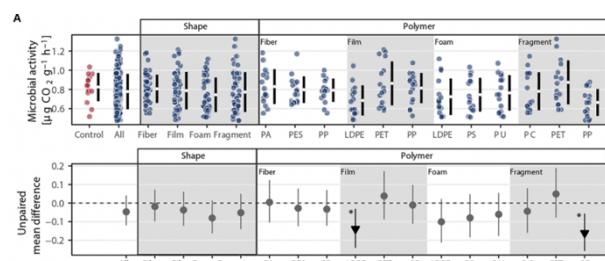 A
Shape Polymer
Fiber Film Foam Fragment
Microbial activity
[µg CO2 g⁻¹ h⁻¹]
1.2
1.0
0.8
0.6
Control All Fiber Film Foam Fragment PA PES PP LDPE PET PP LDPE PS PU PC PET PP
Shape Polymer
Fiber Film Foam Fragment
Unpaired
mean difference
0.2
0.1
0.0
−0.1
−0.2
* *